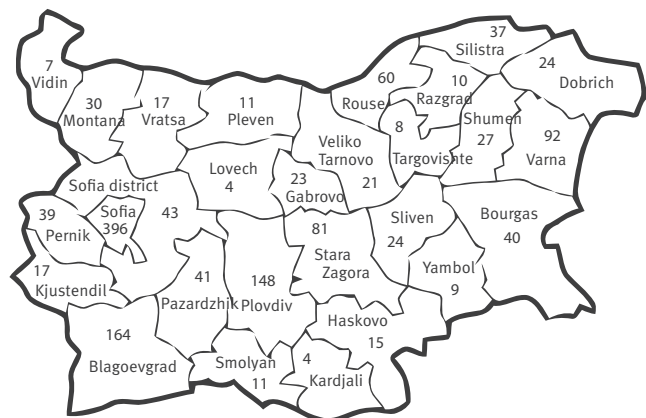 37
Silistra
7
Vidin
24
Dobrich
60
Rouse
10
Razgrad
30
Montana
17
Vratsa
11
Pleven
8
Targovishte
Shumen
27
92
Varna
Veliko
Tarnovo
21
Lovech
4
23
Gabrovo
Sofia district
43
Sofia
396
39
Pernik
81
Stara
Zagora
Sliven
24
Bourgas
40
17
Kjustendil
41
Pazardzhik
148
Plovdiv
Yambol
9
Haskovo
15
164
Blagoevgrad
Smolyan
11
4
Kardjali